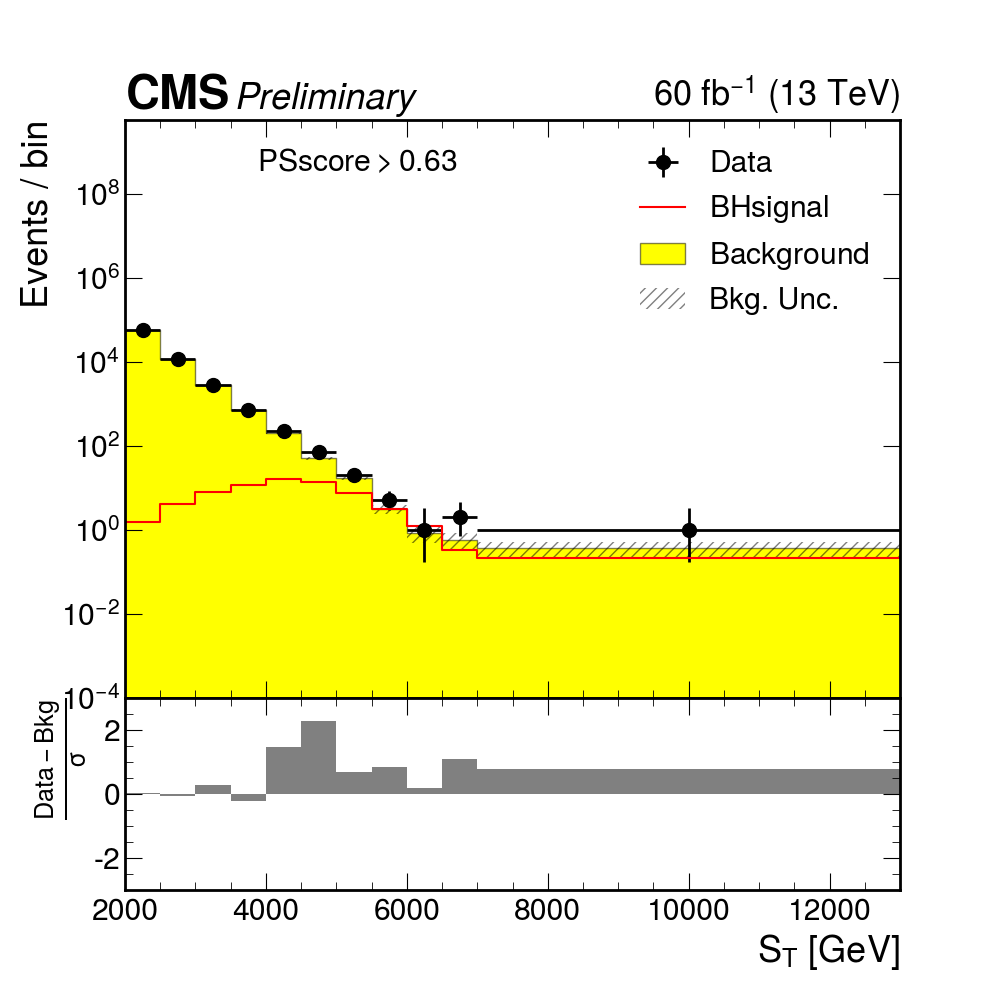 CMS Preliminary 60 fb⁻¹ (13 TeV)
Events / bin
PSscore > 0.63
Data
BHsignal
Background
Bkg. Unc.
10⁸
10⁶
10⁴
10²
10⁰
10⁻²
10⁻⁴
Data − Bkg
σ
2
0
-2
2000 4000 6000 8000 10000 12000
S_T [GeV]